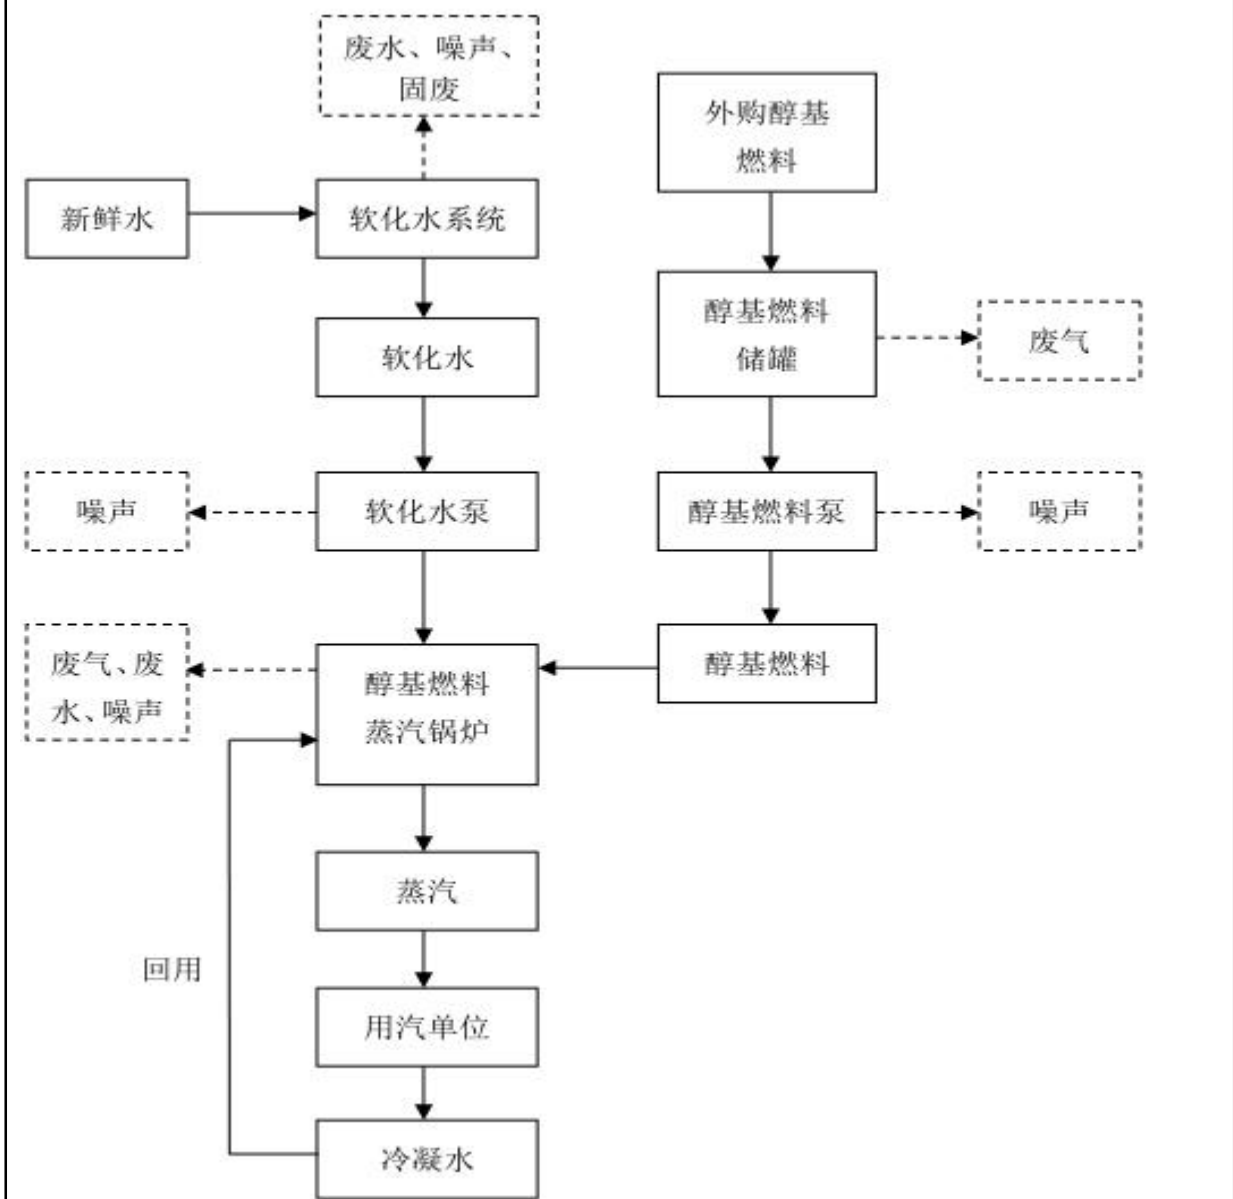 废水、噪声、
固废
外购醇基
燃料
新鲜水
软化水系统
醇基燃料
储罐
废气
软化水
噪声
软化水泵
醇基燃料泵
噪声
废气、废
水、噪声
醇基燃料
蒸汽锅炉
醇基燃料
蒸汽
回用
用汽单位
冷凝水